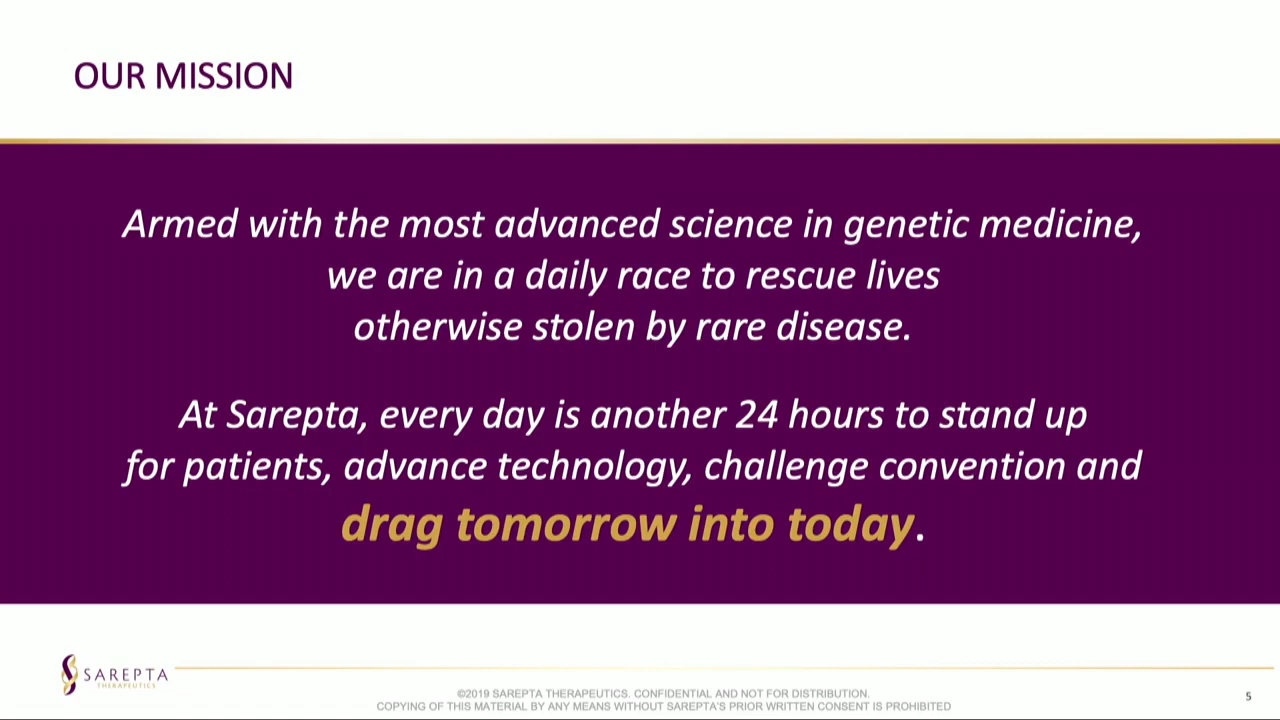 OUR MISSION
Armed with the most advanced science in genetic medicine,
we are in a daily race to rescue lives
otherwise stolen by rare disease.
At Sarepta, every day is another 24 hours to stand up
for patients, advance technology, challenge convention and
drag tomorrow into today.
SAREPTA
THERAPEUTICS
©2019 SAREPTA THERAPEUTICS. CONFIDENTIAL AND NOT FOR DISTRIBUTION.
COPYING OF THIS MATERIAL BY ANY MEANS WITHOUT SAREPTA'S PRIOR WRITTEN CONSENT IS PROHIBITED
5